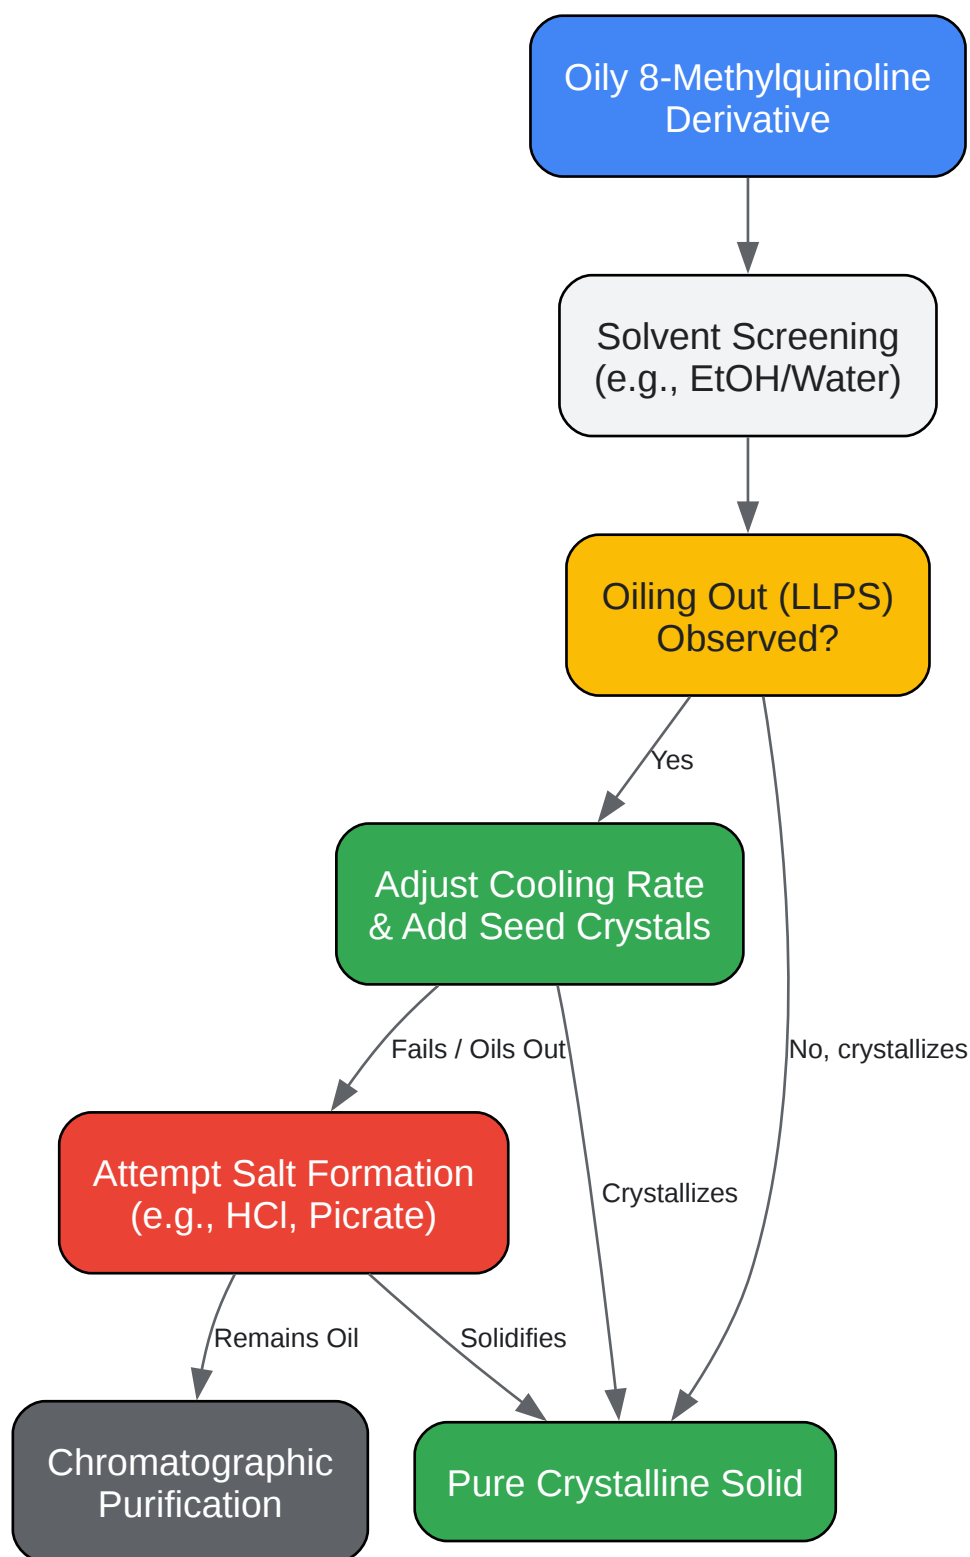 Oily 8-Methylquinoline
Derivative
Solvent Screening
(e.g., EtOH/Water)
Oiling Out (LLPS)
Observed?
Yes
Adjust Cooling Rate
& Add Seed Crystals
Fails / Oils Out
No, crystallizes
Attempt Salt Formation
(e.g., HCl, Picrate)
Crystallizes
Remains Oil
Solidifies
Chromatographic
Purification
Pure Crystalline Solid